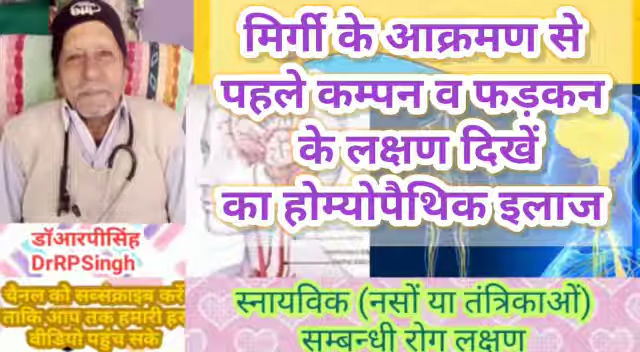 मिर्गी के आक्रमण से
पहले कम्पन व फड़कन
के लक्षण दिखें
का होम्योपैथिक इलाज
डॉआरपीसिंह
DrRPSingh
चैनल को सब्सक्राइब करें
ताकि आप तक हमारी हर
वीडियो पहुंच सके
स्नायविक (नसों या तंत्रिकाओं)
सम्बन्धी रोग लक्षण